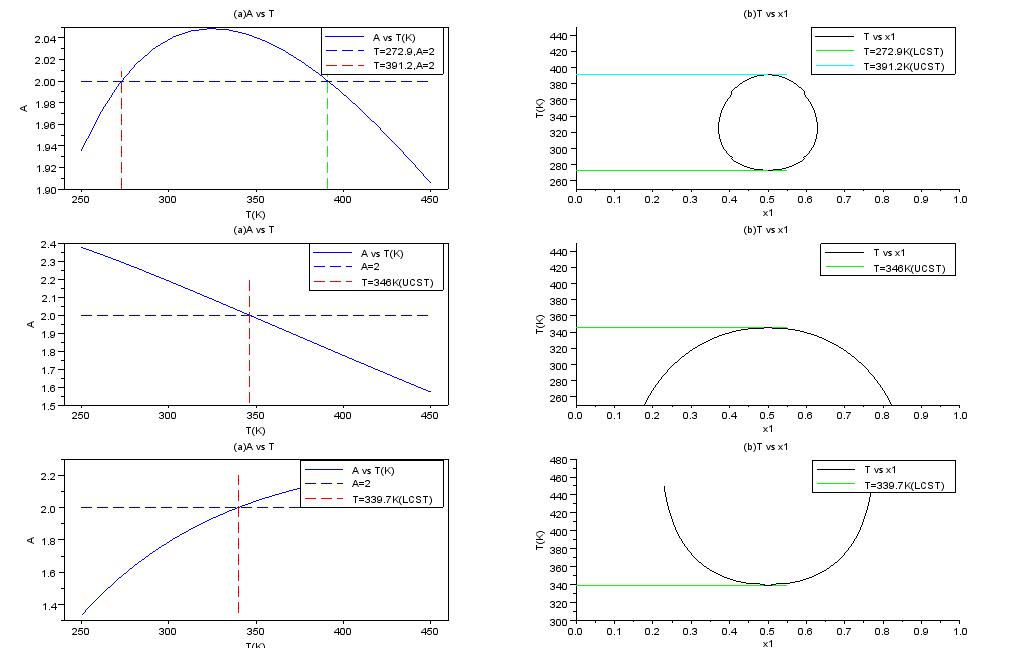 (a)A vs T
A
2.04
2.02
2.00
1.98
1.96
1.94
1.92
1.90
250
300
350
400
450
T(K)
A vs T(K)
T=272.9,A=2
T=391.2,A=2
(b)T vs x1
T(K)
440
420
400
380
360
340
320
300
280
260
0.0
0.1
0.2
0.3
0.4
0.5
0.6
0.7
0.8
0.9
1.0
x1
T vs x1
T=272.9K(LCST)
T=391.2K(UCST)
(a)A vs T
A
2.4
2.3
2.2
2.1
2.0
1.9
1.8
1.7
1.6
1.5
250
300
350
400
450
T(K)
A vs T(K)
A=2
T=346K(UCST)
(b)T vs x1
T(K)
440
420
400
380
360
340
320
300
280
260
0.0
0.1
0.2
0.3
0.4
0.5
0.6
0.7
0.8
0.9
1.0
x1
T vs x1
T=346K(UCST)
(a)A vs T
A
2.2
2.0
1.8
1.6
1.4
250
300
350
400
450
T(K)
A vs T(K)
A=2
T=339.7K(LCST)
(b)T vs x1
T(K)
480
460
440
420
400
380
360
340
320
300
0.0
0.1
0.2
0.3
0.4
0.5
0.6
0.7
0.8
0.9
1.0
x1
T vs x1
T=339.7K(LCST)